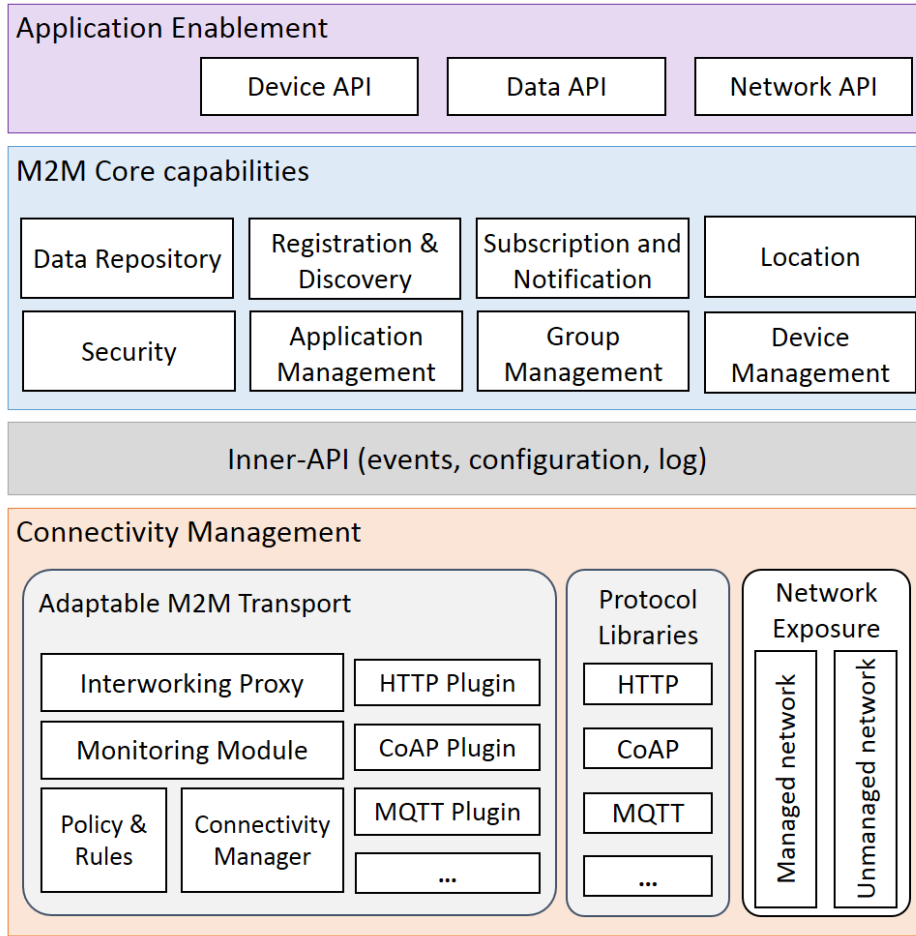 Application Enablement
Device API
Data API
Network API
M2M Core capabilities
Data Repository
Registration &
Discovery
Subscription and
Notification
Location
Security
Application
Management
Group
Management
Device
Management
Inner-API (events, configuration, log)
Connectivity Management
Adaptable M2M Transport
Interworking Proxy
Monitoring Module
Policy &
Rules
Connectivity
Manager
HTTP Plugin
CoAP Plugin
MQTT Plugin
...
Protocol
Libraries
HTTP
CoAP
MQTT
...
Network
Exposure
Managed network
Unmanaged network